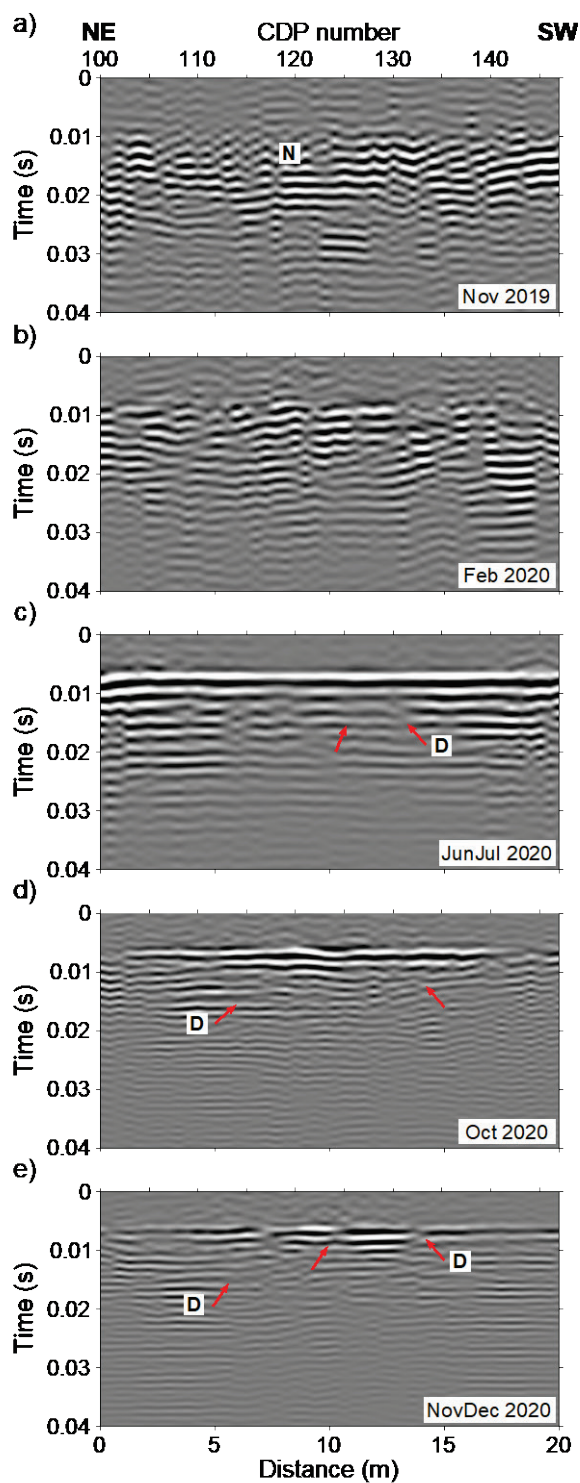 a)
NE CDP number SW
100 110 120 130 140
0
N
0.01
Time (s)
0.02
0.03
0.04
Nov 2019
b)
0
0.01
Time (s)
0.02
0.03
0.04
Feb 2020
c)
0
0.01
Time (s)
0.02
D
0.03
0.04
JunJul 2020
d)
0
0.01
Time (s)
D
0.02
0.03
0.04
Oct 2020
e)
0
0.01
D
Time (s)
D
0.02
0.03
0.04
NovDec 2020
0 5 10 15 20
Distance (m)